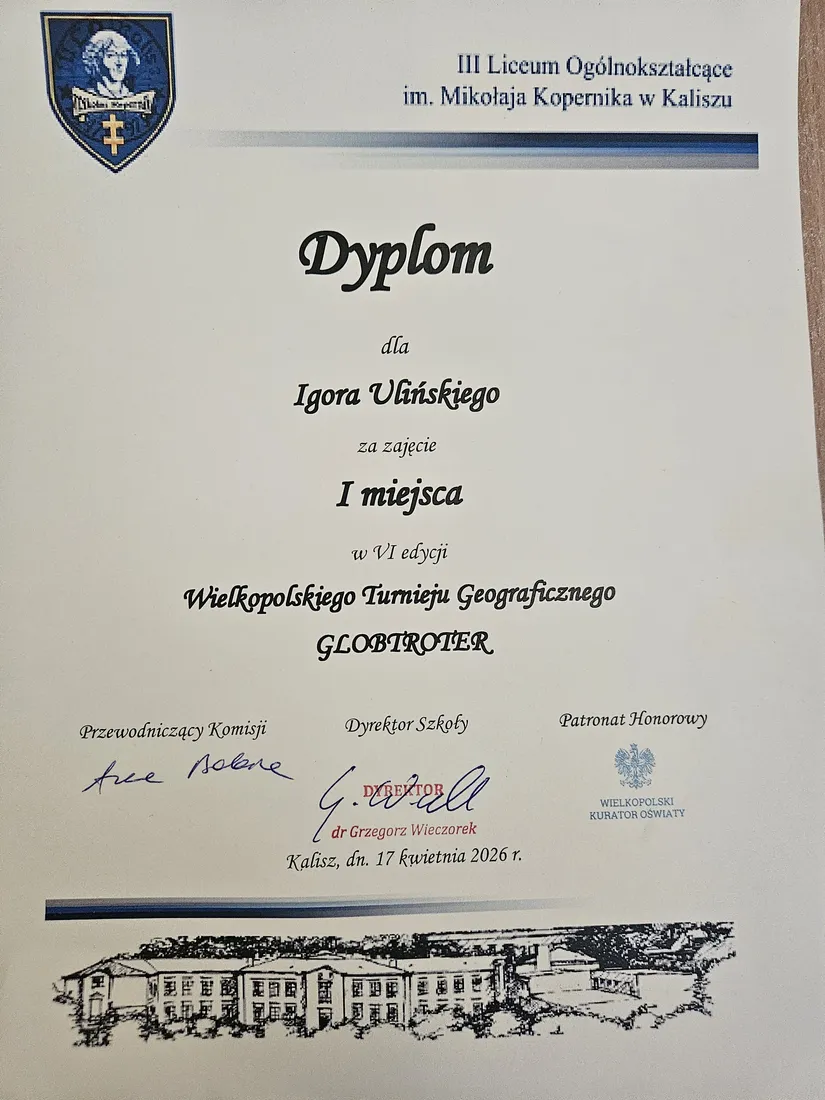 III Liceum Ogólnokształcące
im. Mikołaja Kopernika w Kaliszu
Dyplom
dla
Igora Ulińskiego
za zajęcie
I miejsca
w VI edycji
Wielkopolskiego Turnieju Geograficznego
GLOBTROTER
Przewodniczący Komisji
Dyrektor Szkoły
Patronat Honorowy
DYREKTOR
dr Grzegorz Wieczorek
WIELKOPOLSKI
KURATOR OŚWIATY
Kalisz, dn. 17 kwietnia 2026 r.